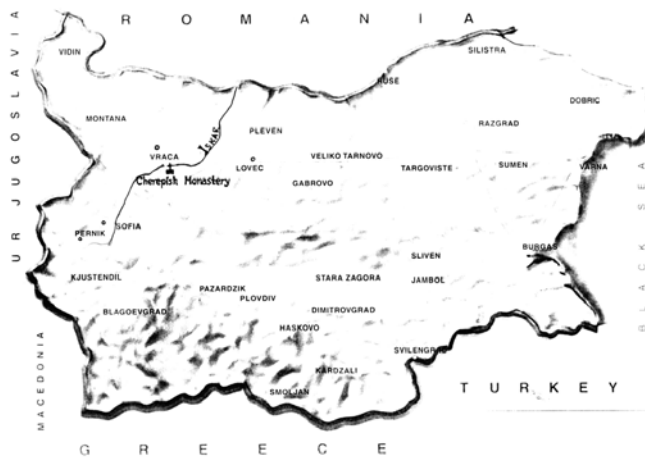 R O M A N I A
UR JUGOSLAVIA
VIDIN
SILISTRA
RUSE
DOBRIC
MONTANA
ISKAR
PLEVEN
RAZGRAD
VRACA
LOVEC
VELIKO TARNOVO
TARGOVISTE
SUMEN
VARNA
Cherepish Monastery
GABROVO
PERNIK
SOFIA
BURGAS
SLIVEN
KJUSTENDIL
STARA ZAGORA
JAMBOL
PAZARDZIK
PLOVDIV
BLAGOEVGRAD
DIMITROVGRAD
HASKOVO
SVILENGRAD
KARDZALI
SMOLJAN
MACEDONIA
BLACK SEA
T U R K E Y
G R E E C E